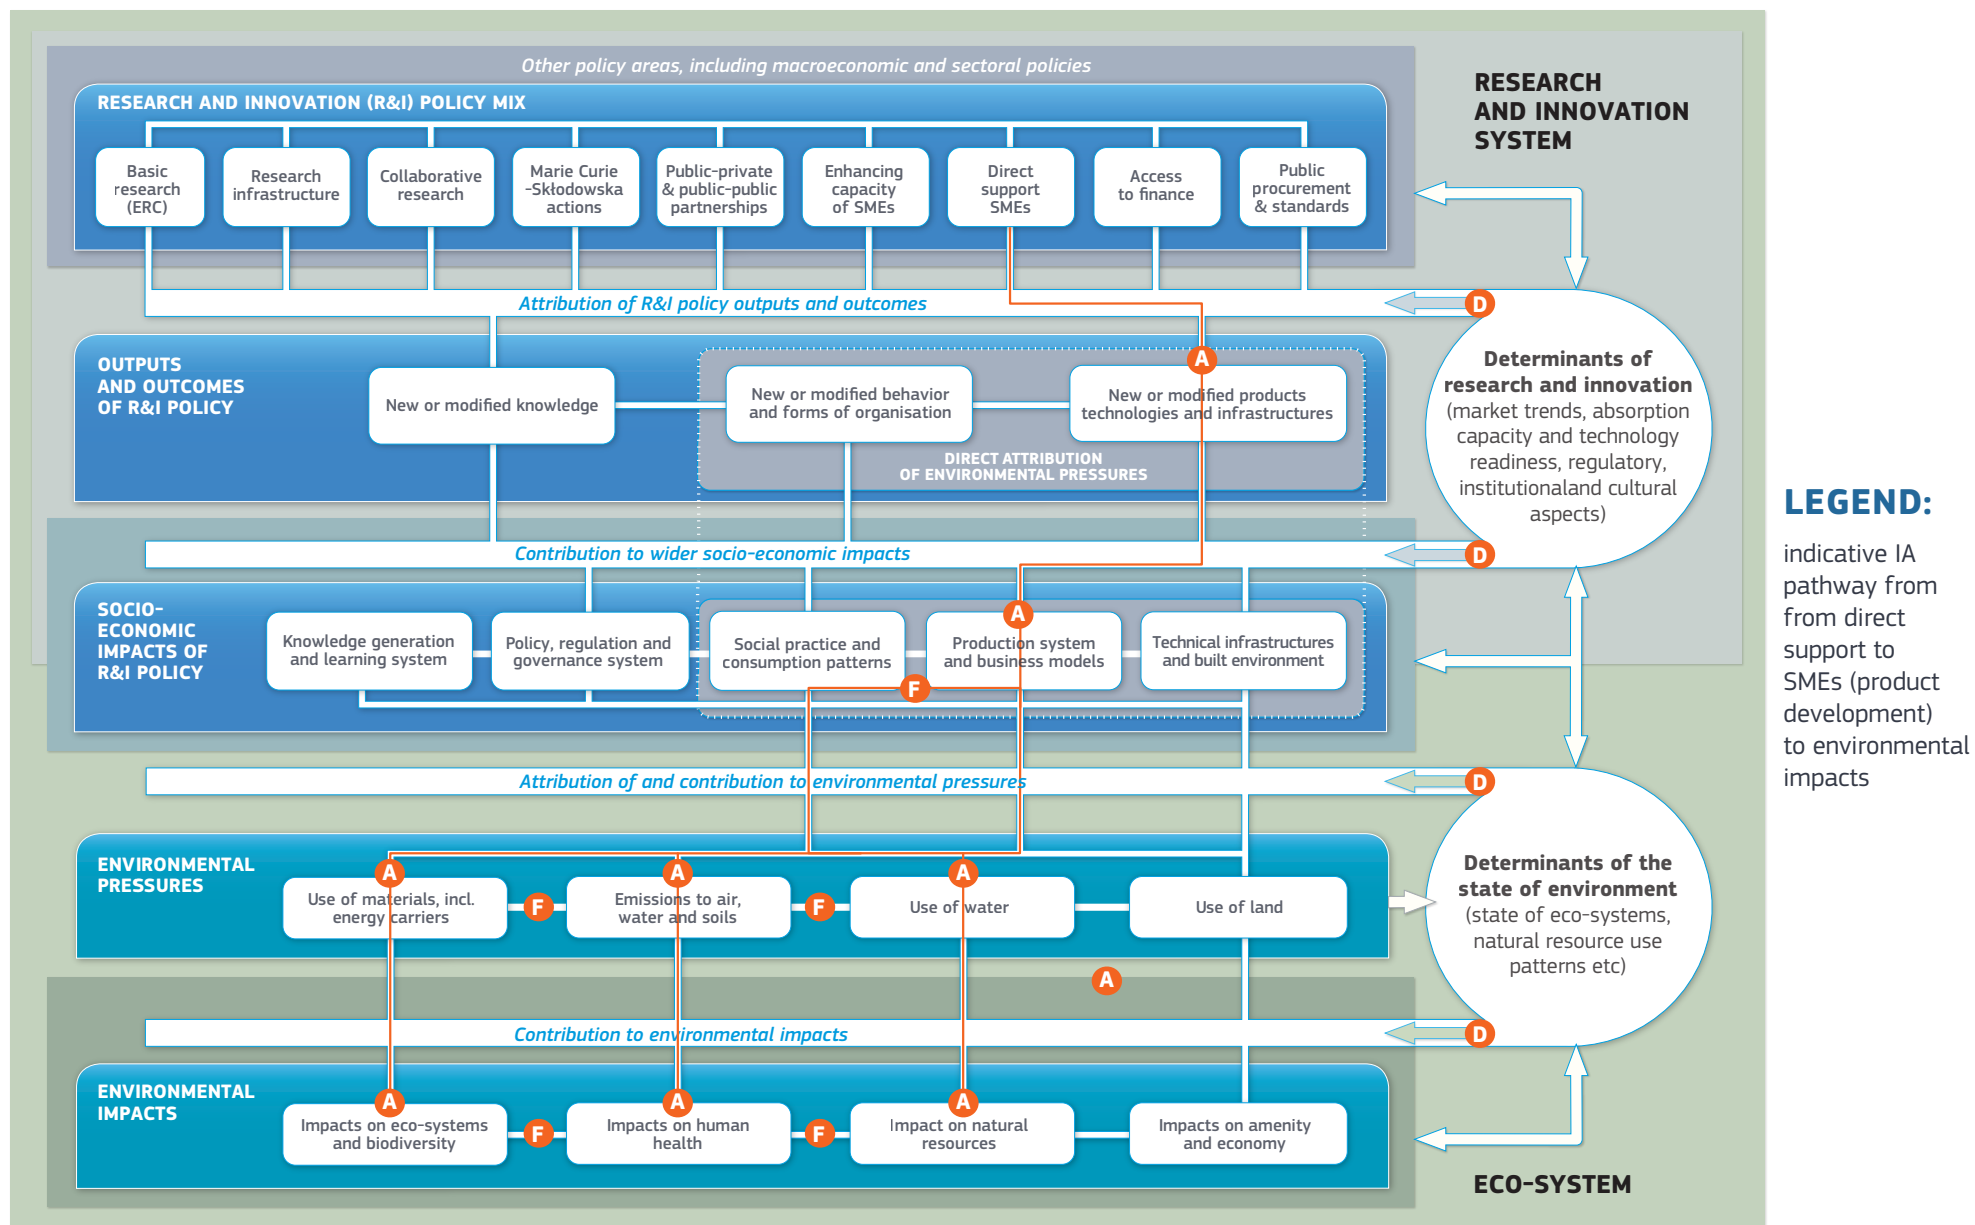 Other policy areas, including macroeconomic and sectoral policies
RESEARCH AND INNOVATION (R&I) POLICY MIX
RESEARCH
AND INNOVATION
SYSTEM
Basic
research
(ERC)
Research
infrastructure
Collaborative
research
Marie Curie
-Skłodowska
actions
Public-private
& public-public
partnerships
Enhancing
capacity
of SMEs
Direct
support
SMEs
Access
to finance
Public
procurement
& standards
Attribution of R&I policy outputs and outcomes
D
OUTPUTS
AND OUTCOMES
OF R&I POLICY
A
New or modified knowledge
New or modified behavior
and forms of organisation
New or modified products
technologies and infrastructures
DIRECT ATTRIBUTION
OF ENVIRONMENTAL PRESSURES
Determinants of
research and innovation
(market trends, absorption
capacity and technology
readiness, regulatory,
institutionaland cultural
aspects)
Contribution to wider socio-economic impacts
D
SOCIO-
ECONOMIC
IMPACTS OF
R&I POLICY
A
Knowledge generation
and learning system
Policy, regulation and
governance system
Social practice and
consumption patterns
Production system
and business models
Technical infrastructures
and built environment
F
Attribution of and contribution to environmental pressures
D
ENVIRONMENTAL
PRESSURES
A
A
A
Use of materials, incl.
energy carriers
F
Emissions to air,
water and soils
F
Use of water
Use of land
Determinants of the
state of environment
(state of eco-systems,
natural resource use
patterns etc)
A
Contribution to environmental impacts
D
ENVIRONMENTAL
IMPACTS
A
A
A
Impacts on eco-systems
and biodiversity
F
Impacts on human
health
F
Impact on natural
resources
Impacts on amenity
and economy
ECO-SYSTEM
LEGEND:
indicative IA
pathway from
from direct
support to
SMEs (product
development)
to environmental
impacts